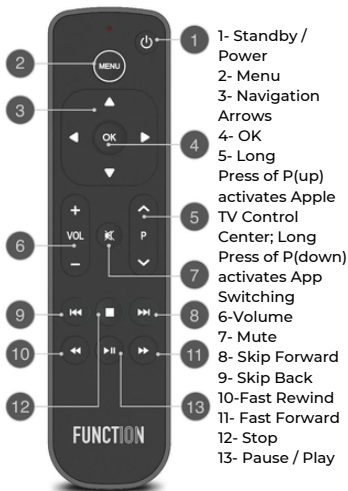 1
2
MENU
3
OK
4
+
VOL
−
P
5
6
7
9
8
10
11
12
13
FUNCTION
1- Standby /
Power
2- Menu
3- Navigation
Arrows
4- OK
5- Long
Press of P(up)
activates Apple
TV Control
Center; Long
Press of P(down)
activates App
Switching
6-Volume
7- Mute
8- Skip Forward
9- Skip Back
10-Fast Rewind
11- Fast Forward
12- Stop
13- Pause / Play